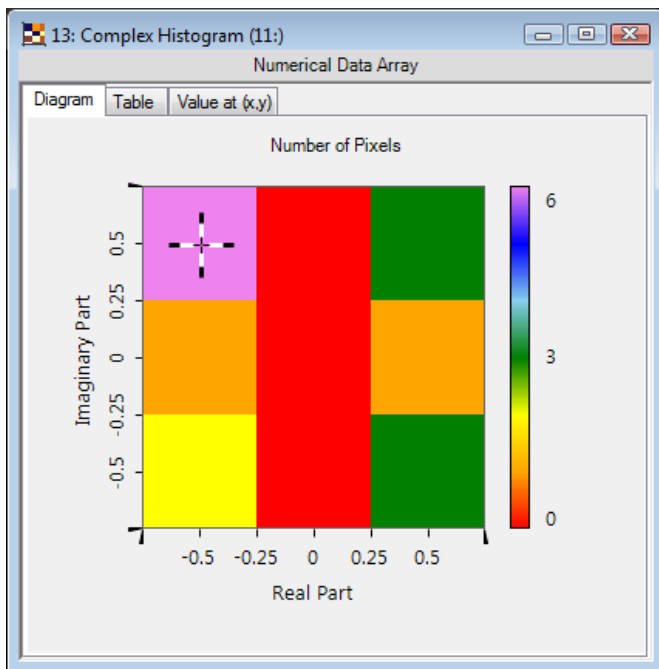 13: Complex Histogram (11:)
Numerical Data Array
Diagram Table Value at (x,y)
Number of Pixels
6
3
0
Imaginary Part
0.5
0.25
0
-0.25
-0.5
-0.5 -0.25 0 0.25 0.5
Real Part